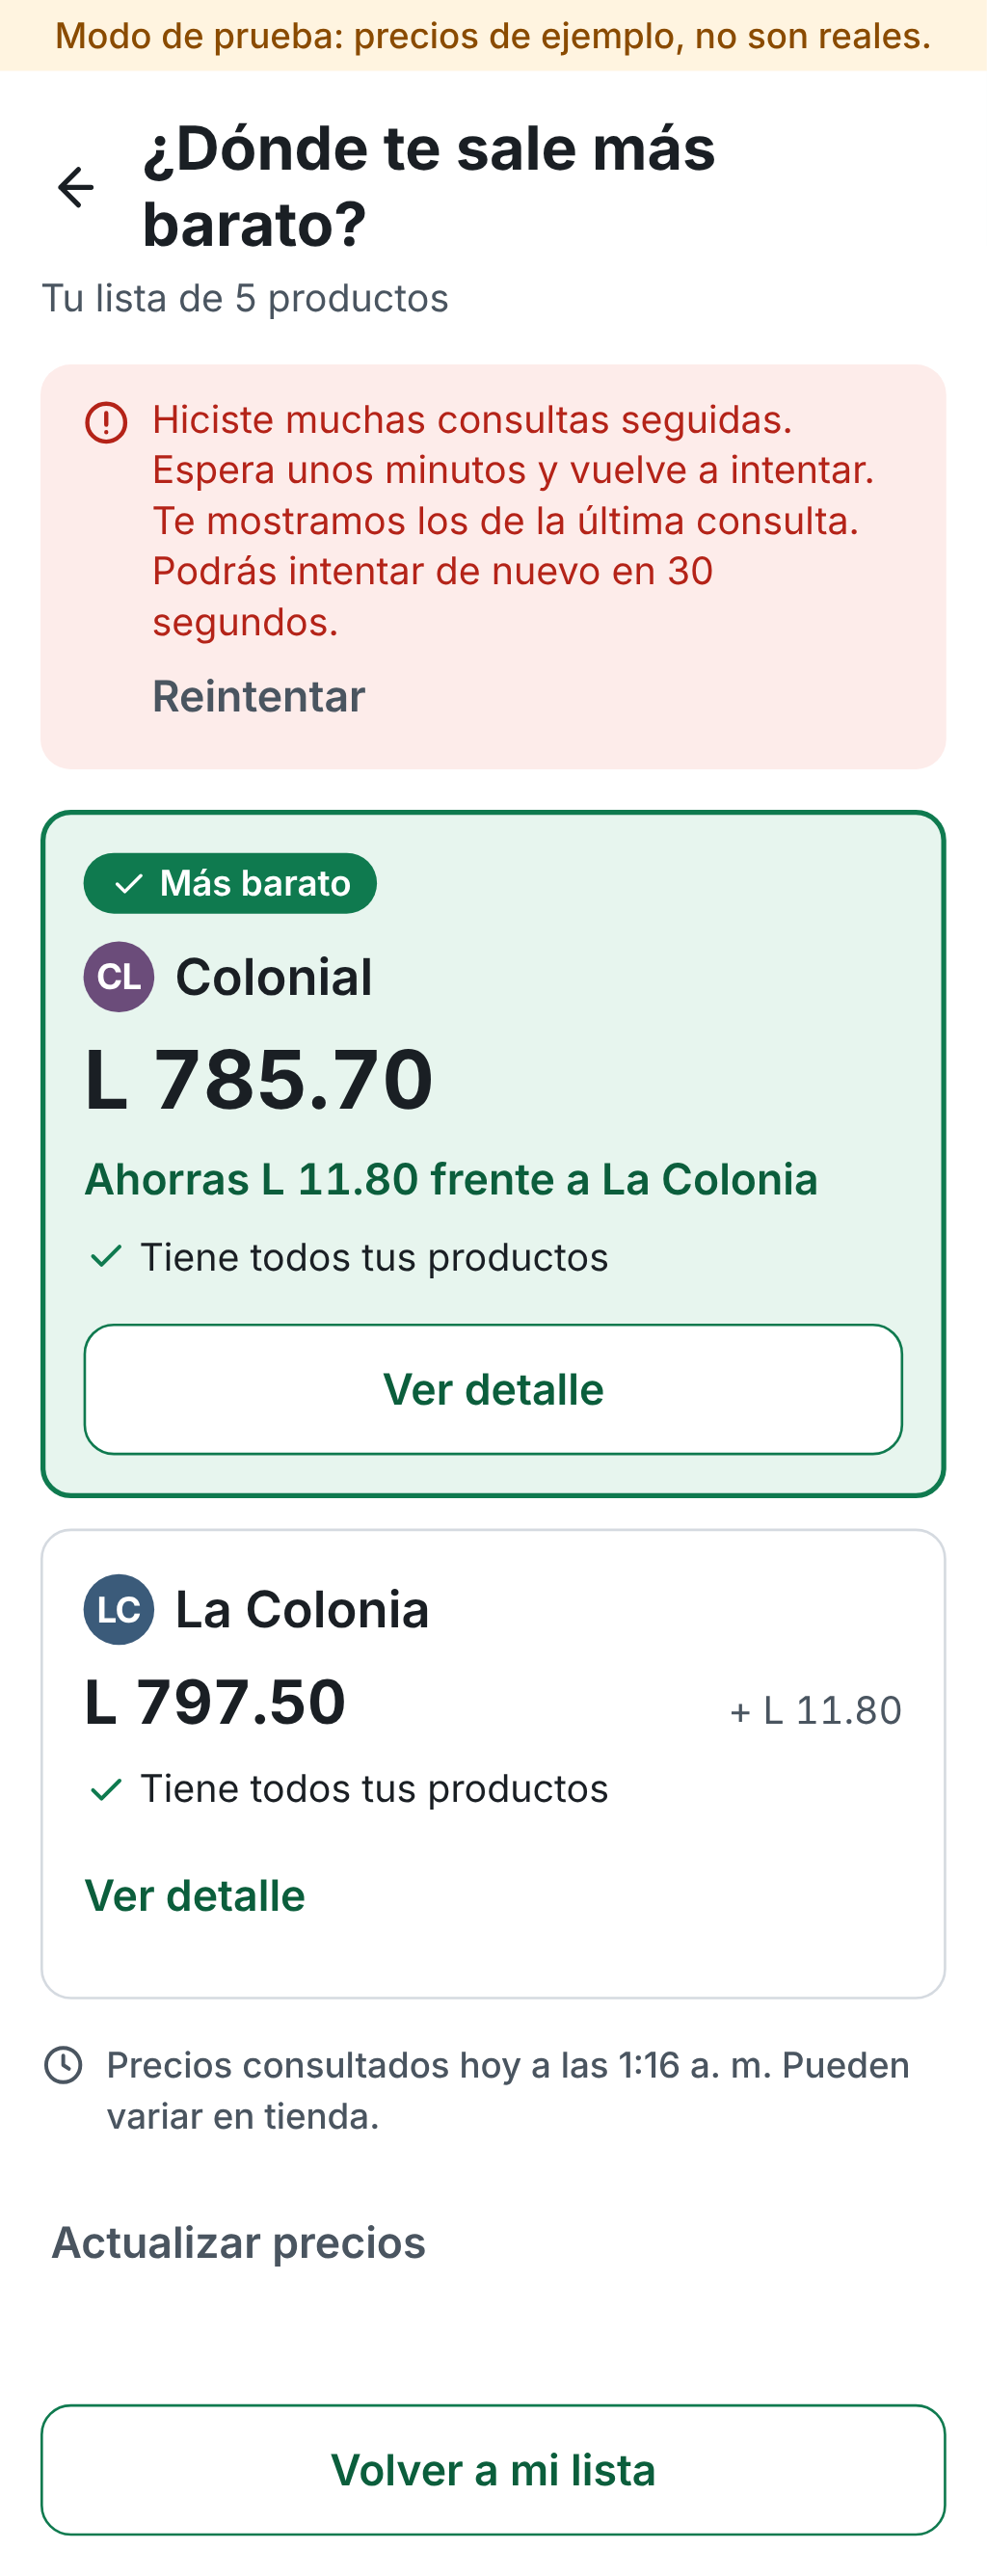 Modo de prueba: precios de ejemplo, no son reales.
¿Dónde te sale más
barato?
Tu lista de 5 productos
Hiciste muchas consultas seguidas.
Espera unos minutos y vuelve a intentar.
Te mostramos los de la última consulta.
Podrás intentar de nuevo en 30
segundos.
Reintentar
Más barato
CL Colonial
L 785.70
Ahorras L 11.80 frente a La Colonia
Tiene todos tus productos
Ver detalle
LC La Colonia
L 797.50 + L 11.80
Tiene todos tus productos
Ver detalle
Precios consultados hoy a las 1:16 a. m. Pueden
variar en tienda.
Actualizar precios
Volver a mi lista